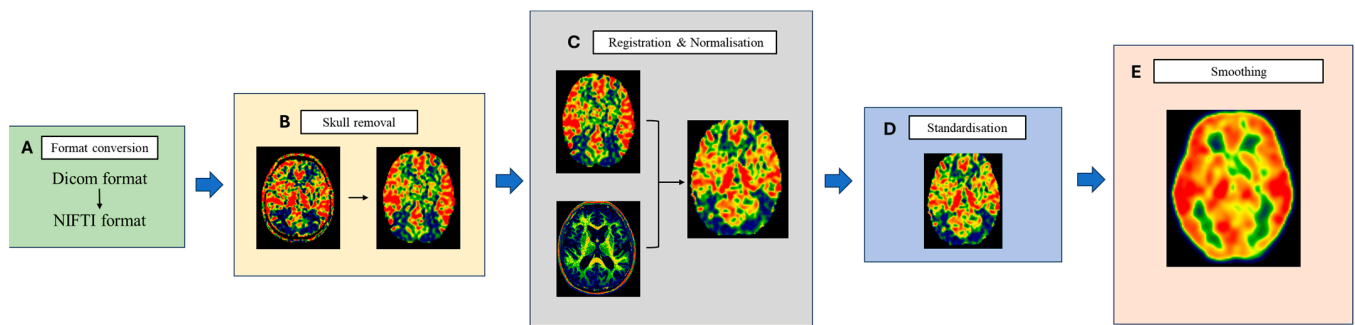 A
Format conversion
Dicom format
NIFTI format
B
Skull removal
C
Registration & Normalisation
D
Standardisation
E
Smoothing